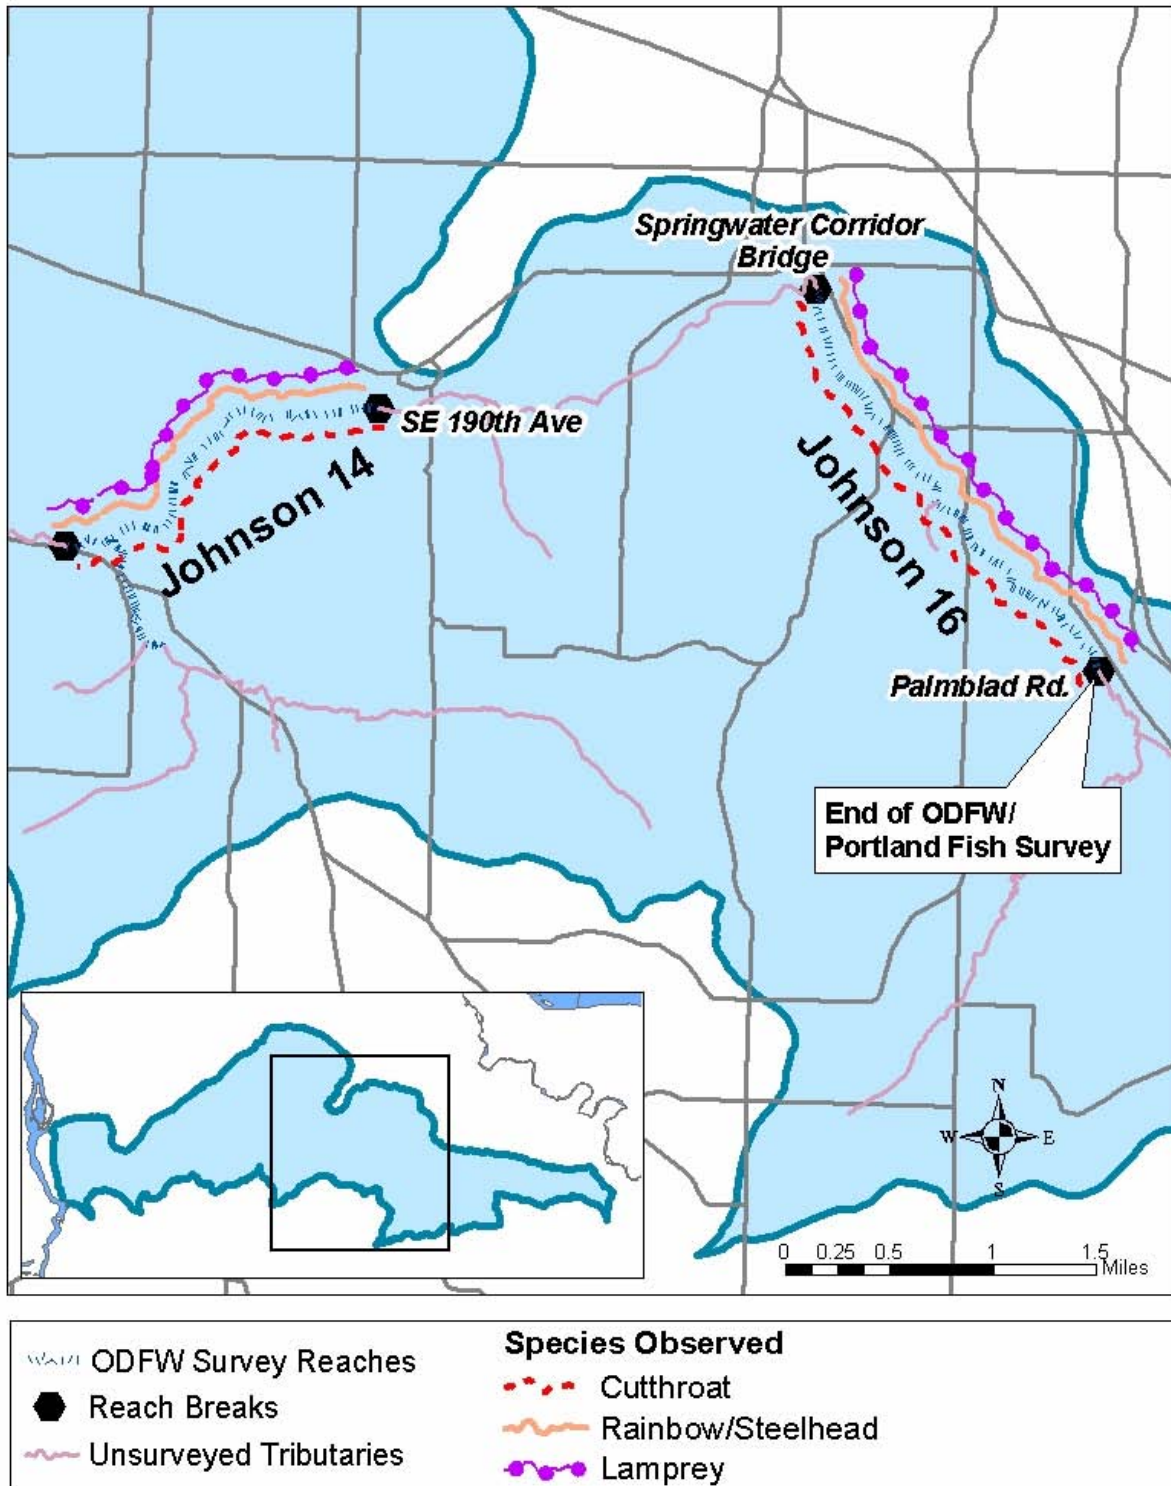 Springwater Corridor
Bridge
SE 190th Ave
Johnson 14
Johnson 16
Palmblad Rd.
End of ODFW/
Portland Fish Survey
N
W E
S
0 0.25 0.5 1 1.5
Miles
ODFW Survey Reaches
Reach Breaks
Unsurveyed Tributaries
Species Observed
Cutthroat
Rainbow/Steelhead
Lamprey